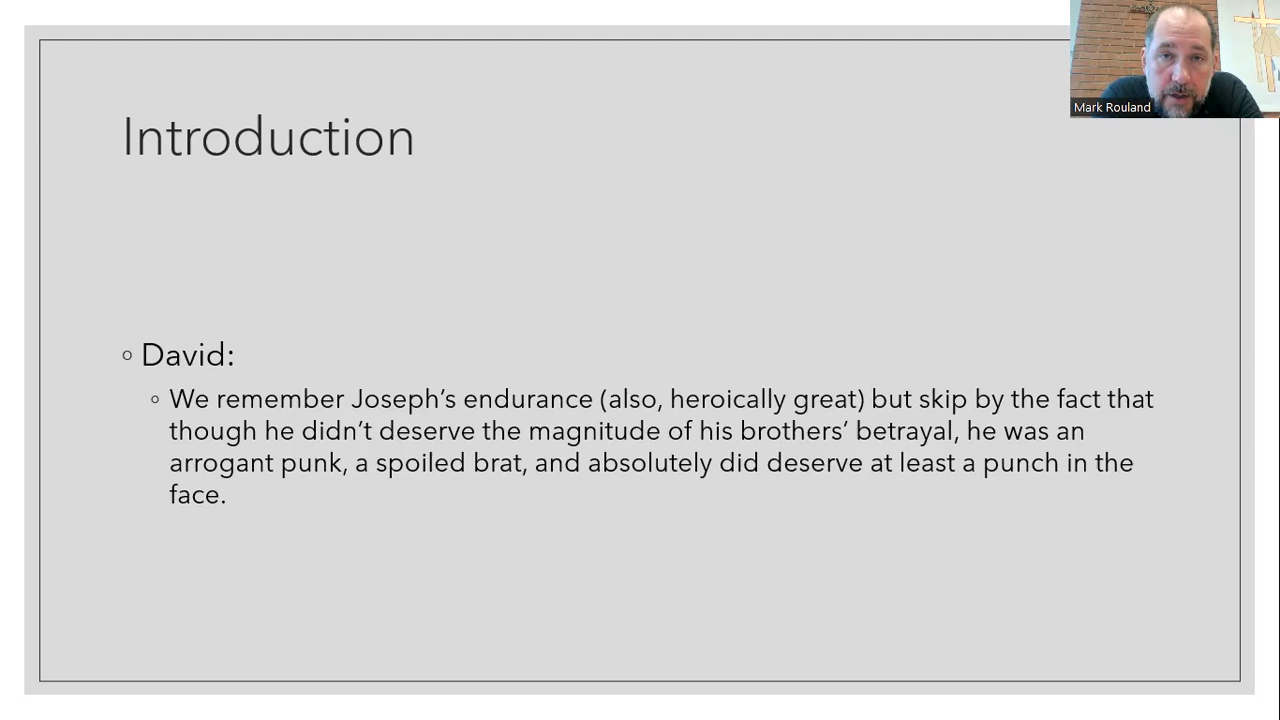 Mark Rouland
Introduction
◦ David:
◦ We remember Joseph’s endurance (also, heroically great) but skip by the fact that
though he didn’t deserve the magnitude of his brothers’ betrayal, he was an
arrogant punk, a spoiled brat, and absolutely did deserve at least a punch in the
face.